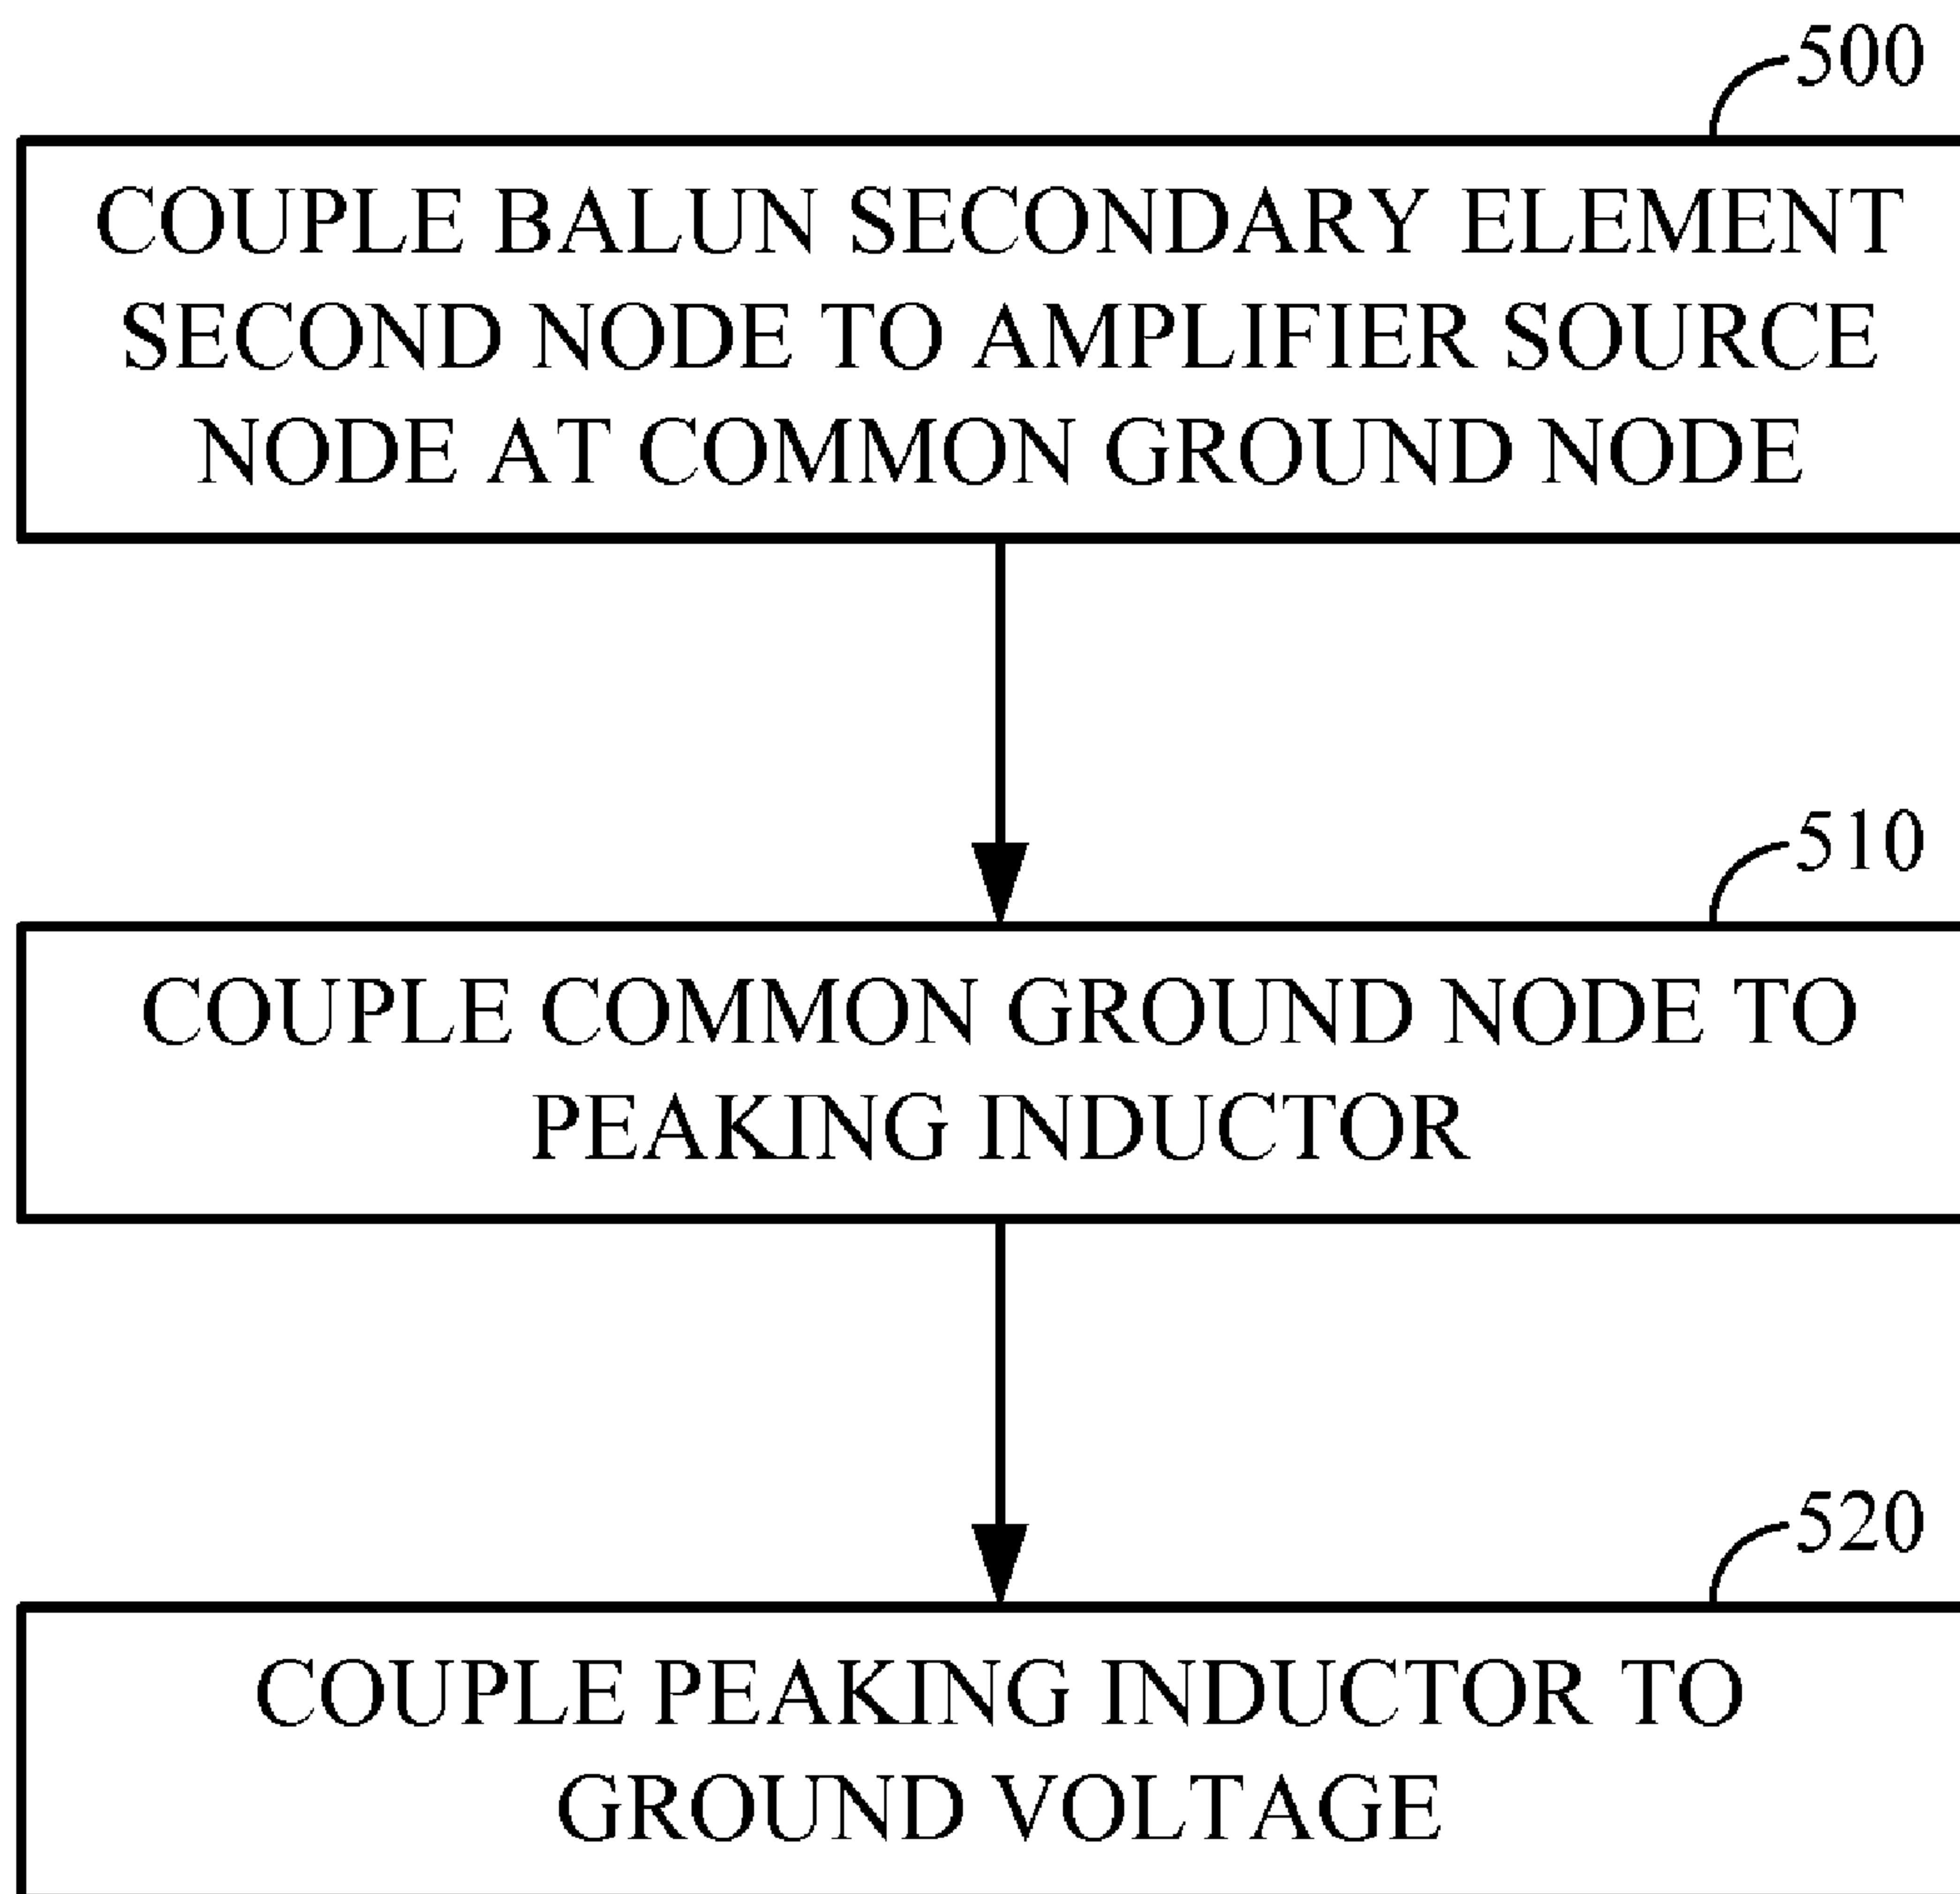 500
COUPLE BALUN SECONDARY ELEMENT
SECOND NODE TO AMPLIFIER SOURCE
NODE AT COMMON GROUND NODE
510
COUPLE COMMON GROUND NODE TO
PEAKING INDUCTOR
520
COUPLE PEAKING INDUCTOR TO
GROUND VOLTAGE